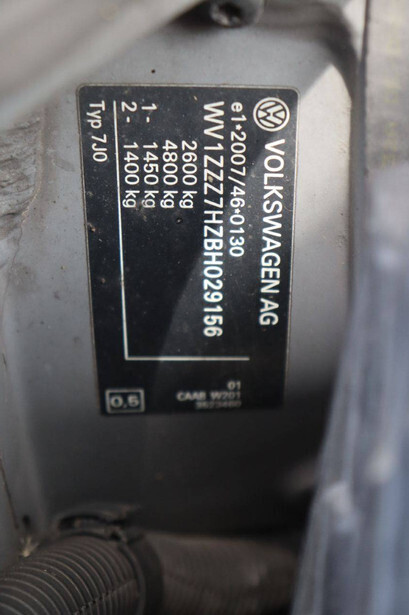 VOLKSWAGEN AG
e1*2007/46*0130
WV1ZZZ7HZBH029156
2600 kg
4800 kg
1- 1450 kg
2- 1400 kg
Typ 7J0
01
CAAB W201
0,5